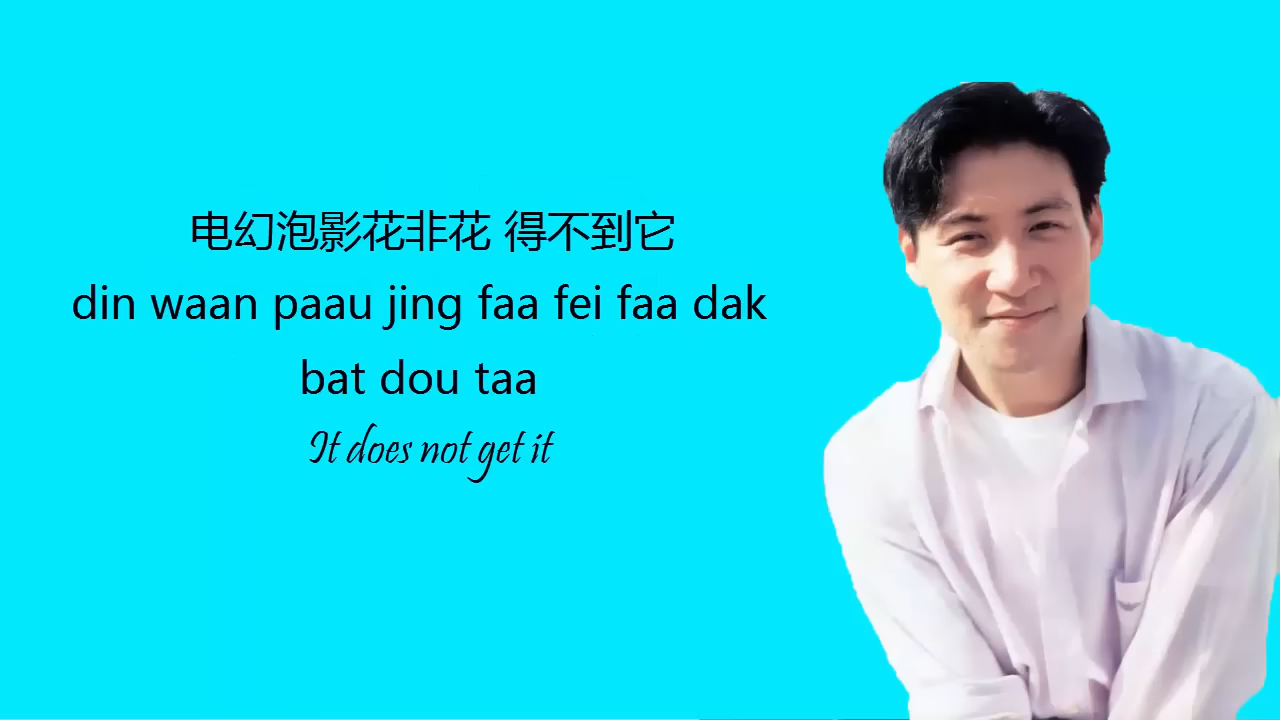 电幻泡影花非花 得不到它
din waan paau jing faa fei faa dak
bat dou taa
It does not get it